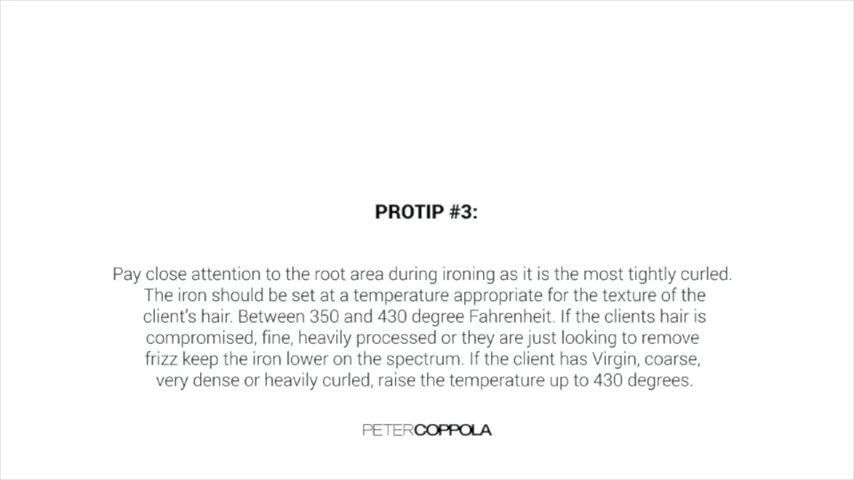 PROTIP #3:
Pay close attention to the root area during ironing as it is the most tightly curled.
The iron should be set at a temperature appropriate for the texture of the
client's hair. Between 350 and 430 degree Fahrenheit. If the clients hair is
compromised, fine, heavily processed or they are just looking to remove
frizz keep the iron lower on the spectrum. If the client has Virgin, coarse,
very dense or heavily curled, raise the temperature up to 430 degrees.
PETERCOPPOLA